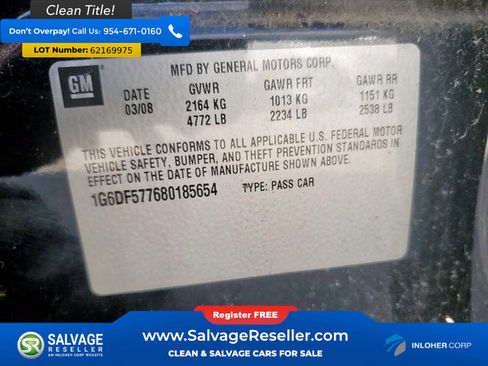 Clean Title!
Don't Overpay! Call Us: 954-671-0160
LOT Number: 62169975
GM
MFD BY GENERAL MOTORS CORP.
DATE GVWR GAWR FRT GAWR RR
03/08 2164 KG 1013 KG 1151 KG
4772 LB 2234 LB 2538 LB
THIS VEHICLE CONFORMS TO ALL APPLICABLE U.S. FEDERAL MOTOR
VEHICLE SAFETY, BUMPER, AND THEFT PREVENTION STANDARDS IN
EFFECT ON THE DATE OF MANUFACTURE SHOWN ABOVE.
1G6DF577680185654 TYPE: PASS CAR
Register FREE
SALVAGE
RESELLER
AN INLOHER CORP WEBSITE
www.SalvageReseller.com
CLEAN & SALVAGE CARS FOR SALE
INLOHER CORP